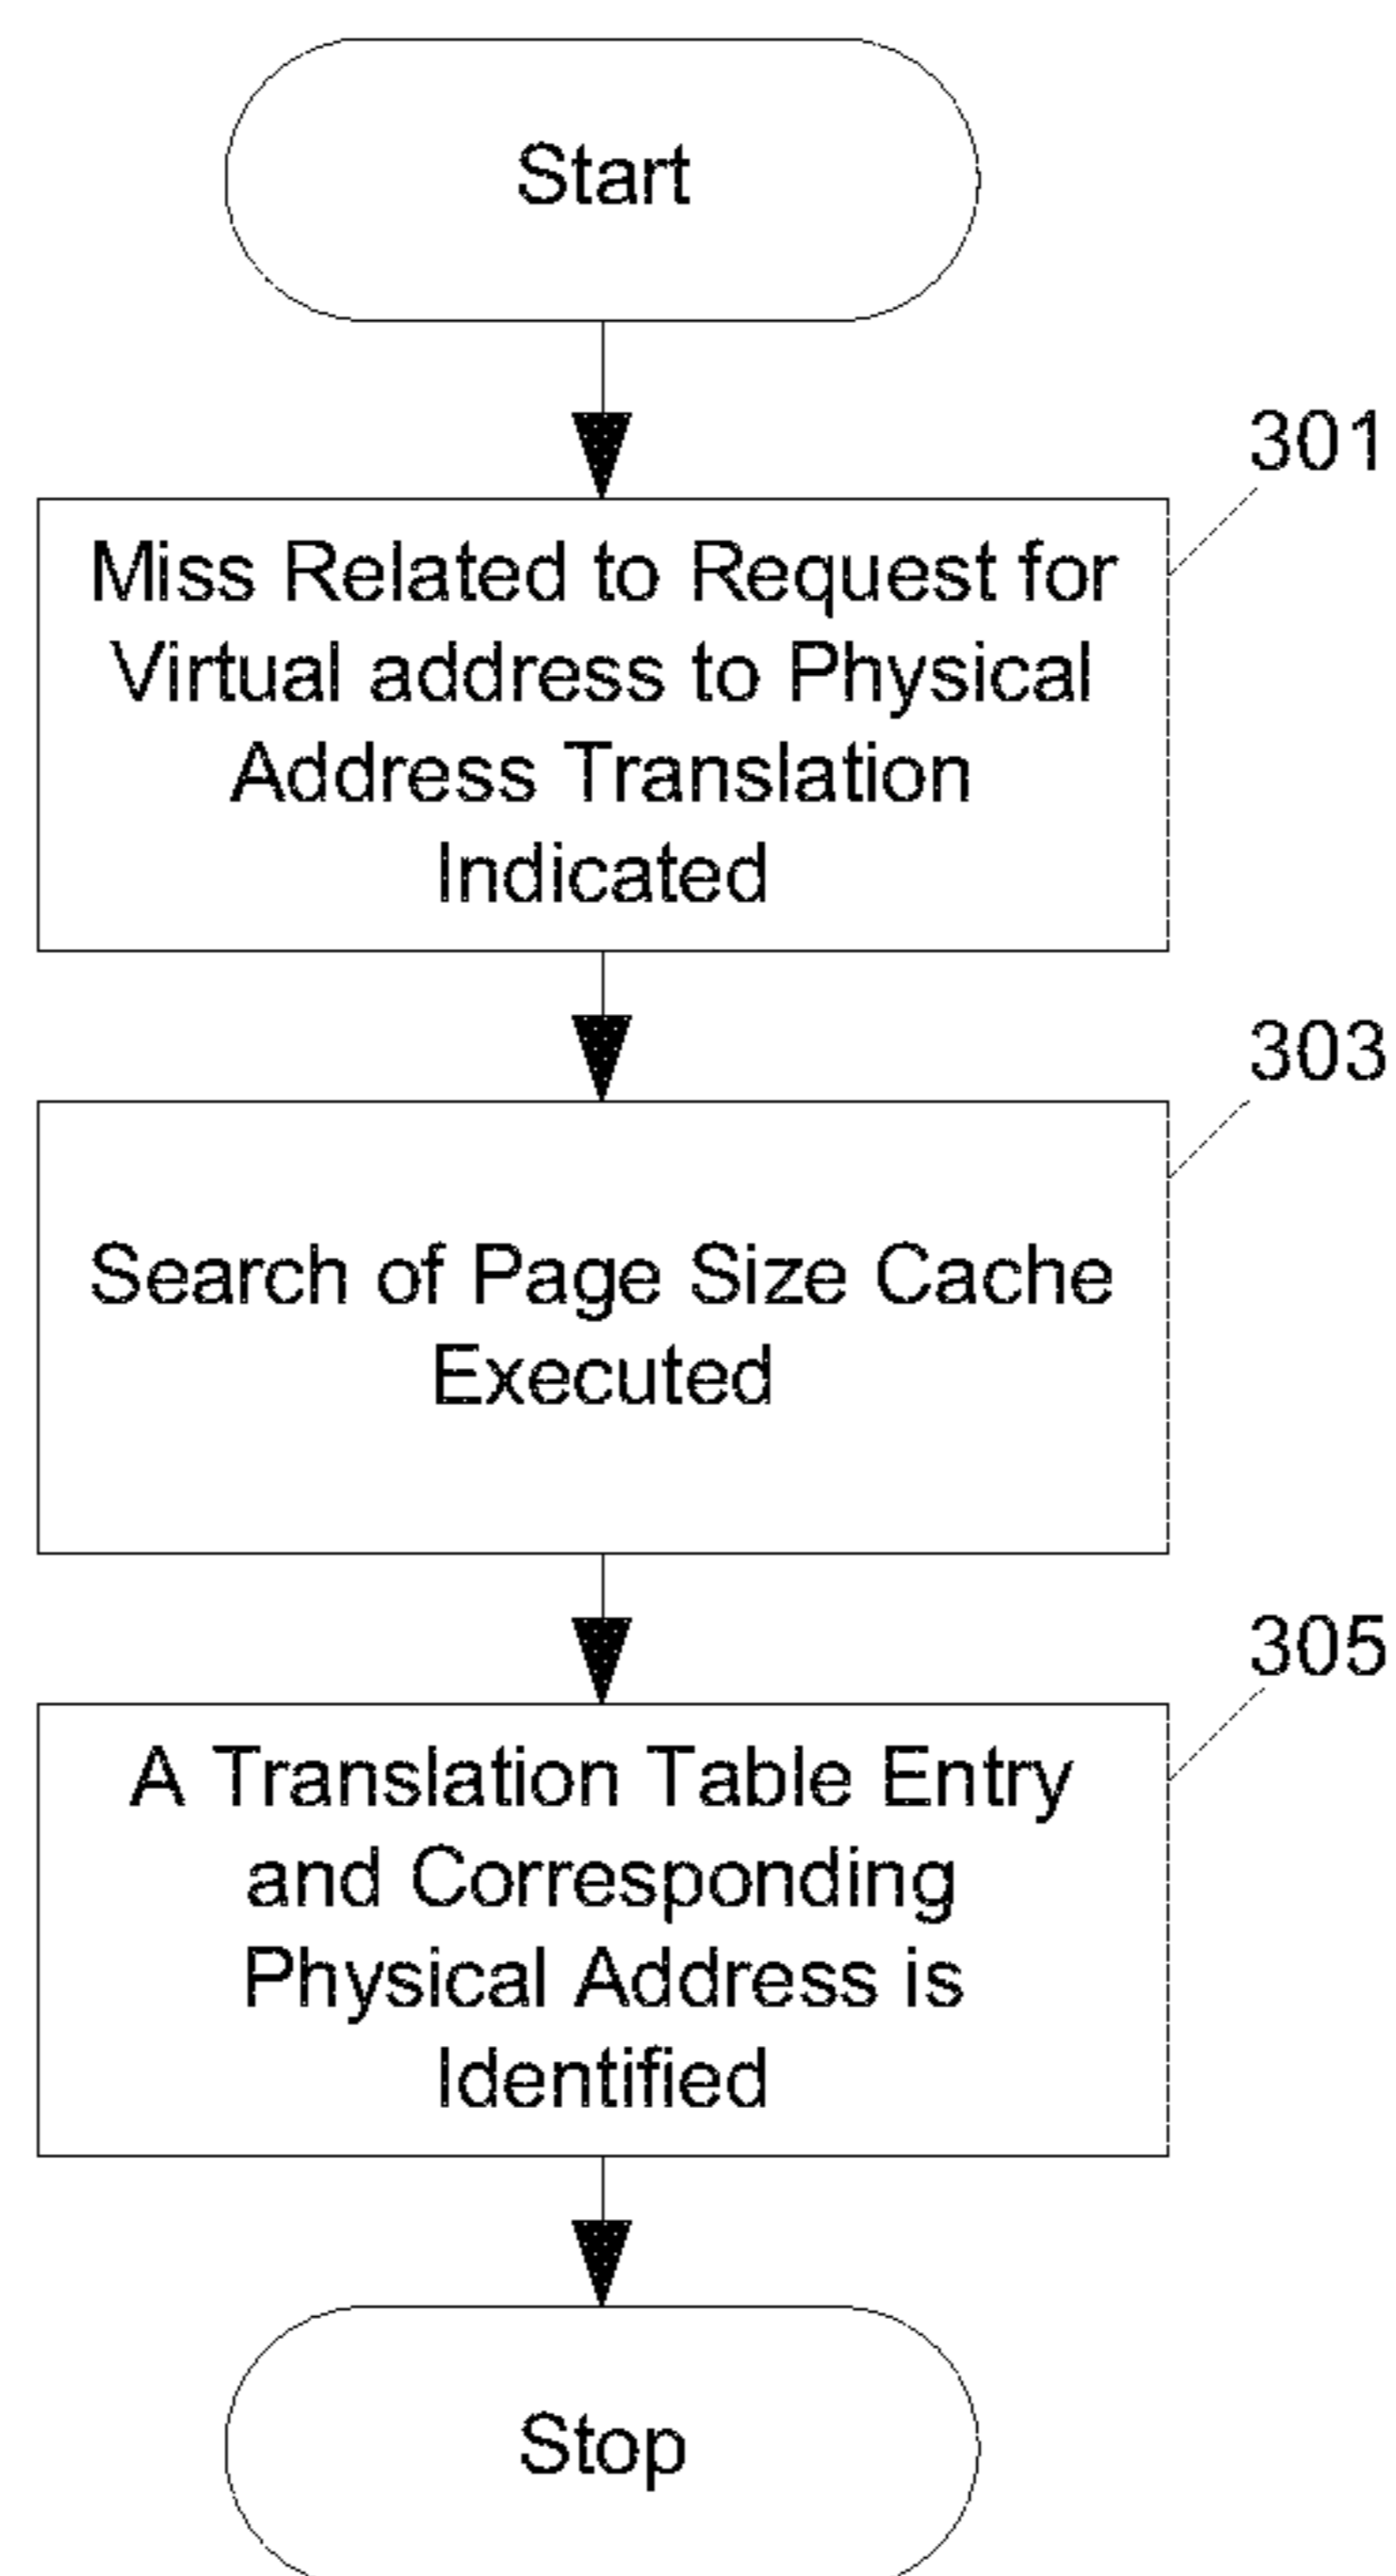 Start
301
Miss Related to Request for
Virtual address to Physical
Address Translation
Indicated
303
Search of Page Size Cache
Executed
305
A Translation Table Entry
and Corresponding
Physical Address is
Identified
Stop